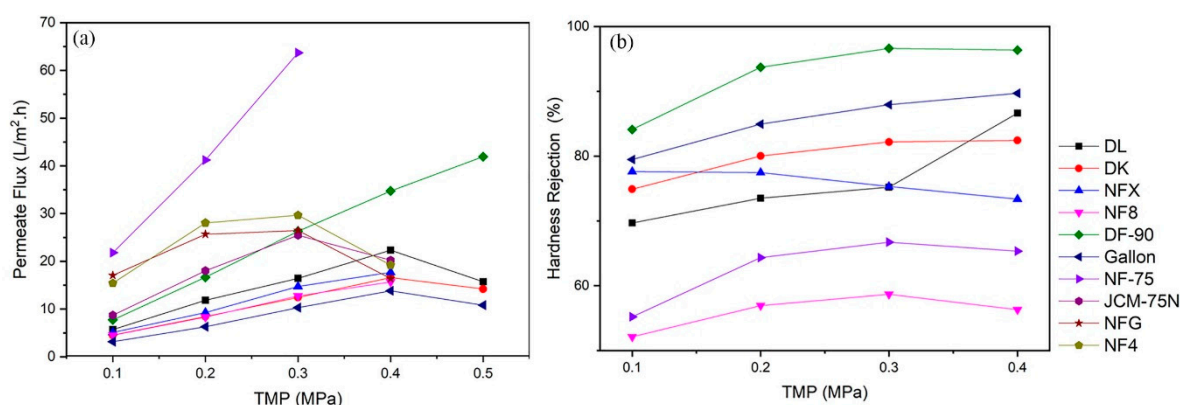 (a)
Permeate Flux (L/m².h)
70
60
50
40
30
20
10
0
0.1 0.2 0.3 0.4 0.5
TMP (MPa)
(b)
Hardness Rejection (%)
100
80
60
0.1 0.2 0.3 0.4
TMP (MPa)
DL
DK
NFX
NF8
DF-90
Gallon
NF-75
JCM-75N
NFG
NF4